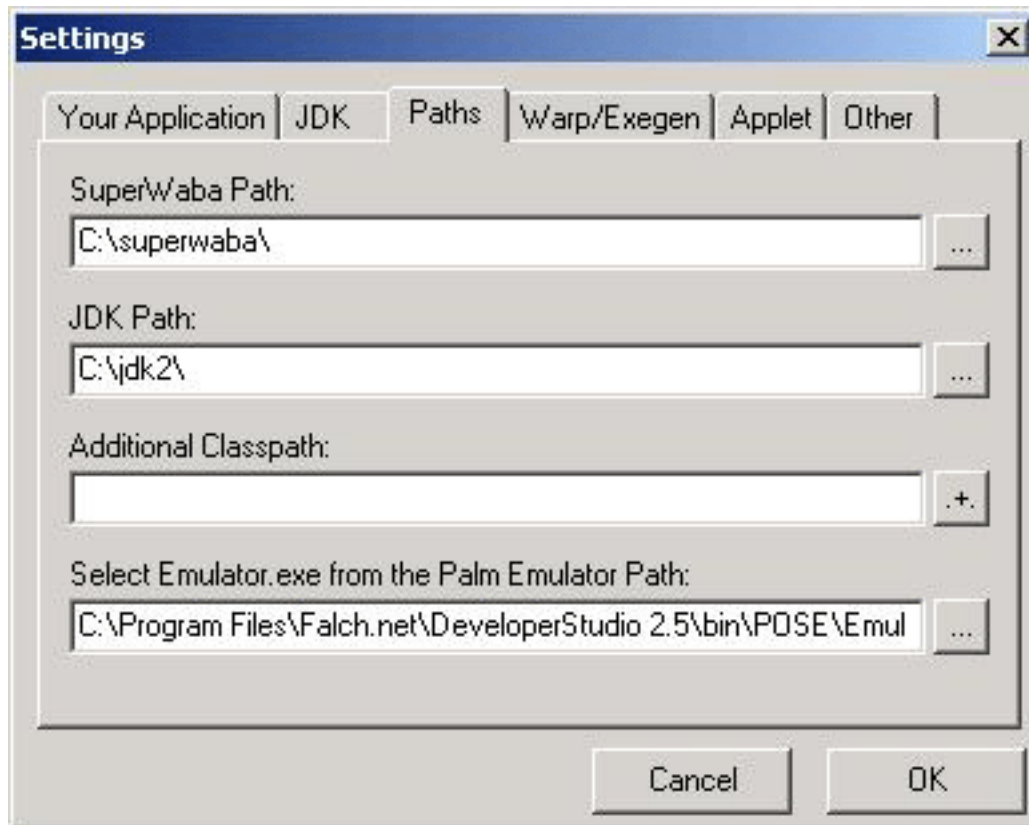 Settings
Your Application JDK Paths Warp/Exegen Applet Other
SuperWaba Path:
C:\superwaba\ ...
JDK Path:
C:\jdk2\ ...
Additional Classpath:
.+.
Select Emulator.exe from the Palm Emulator Path:
C:\Program Files\Falch.net\DeveloperStudio 2.5\bin\POSE\Emul ...
Cancel OK